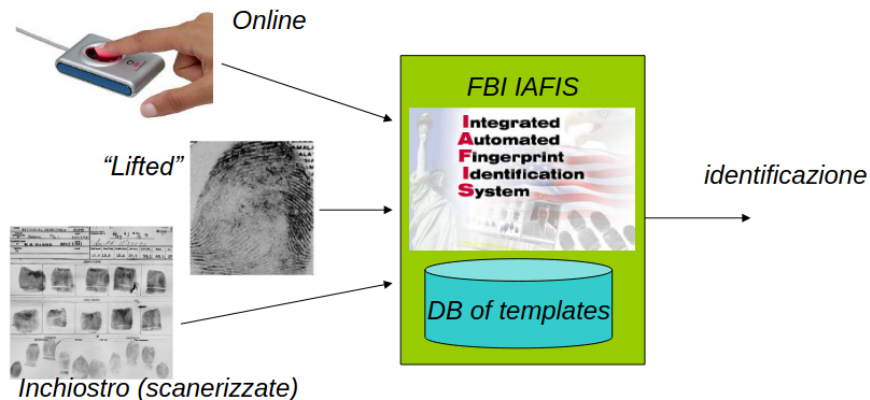 Online
FBI IAFIS
Integrated
Automated
Fingerprint
Identification
System
“Lifted”
identificazione
DB of templates
Inchiostro (scanerizzate)